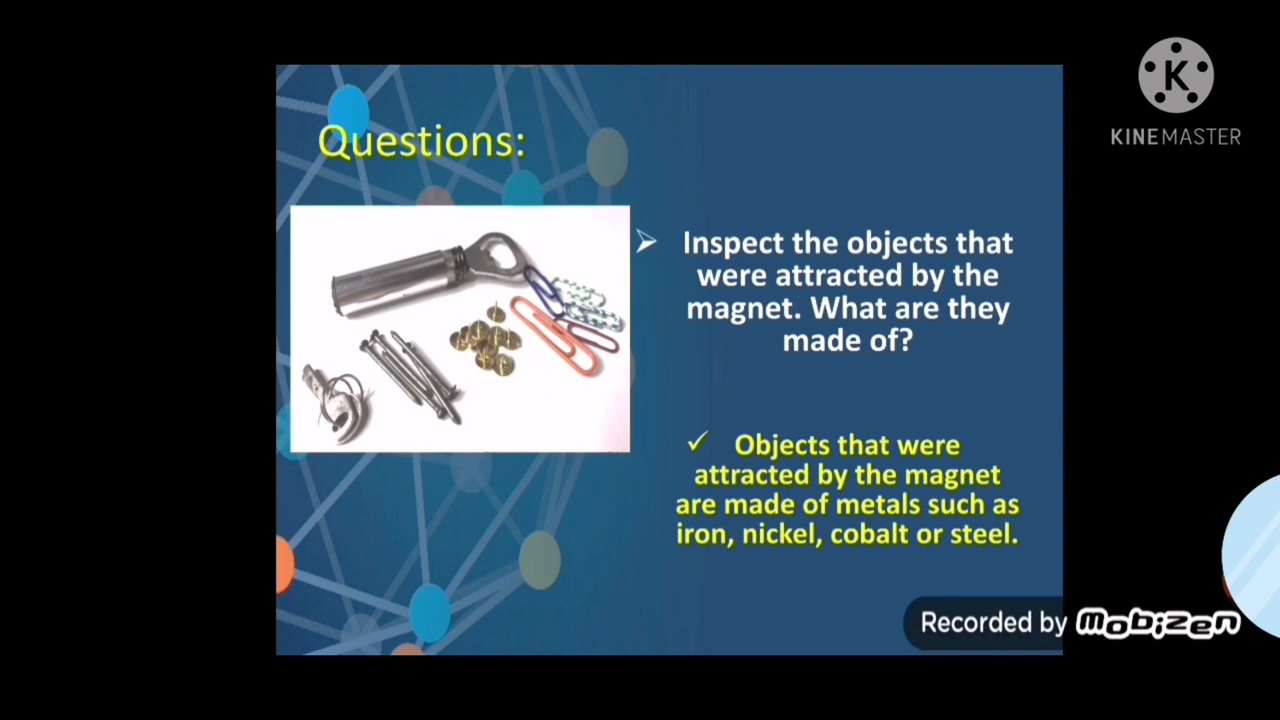 K
KINEMASTER
Questions:
Inspect the objects that
were attracted by the
magnet. What are they
made of?
Objects that were
attracted by the magnet
are made of metals such as
iron, nickel, cobalt or steel.
Recorded by Mobizen